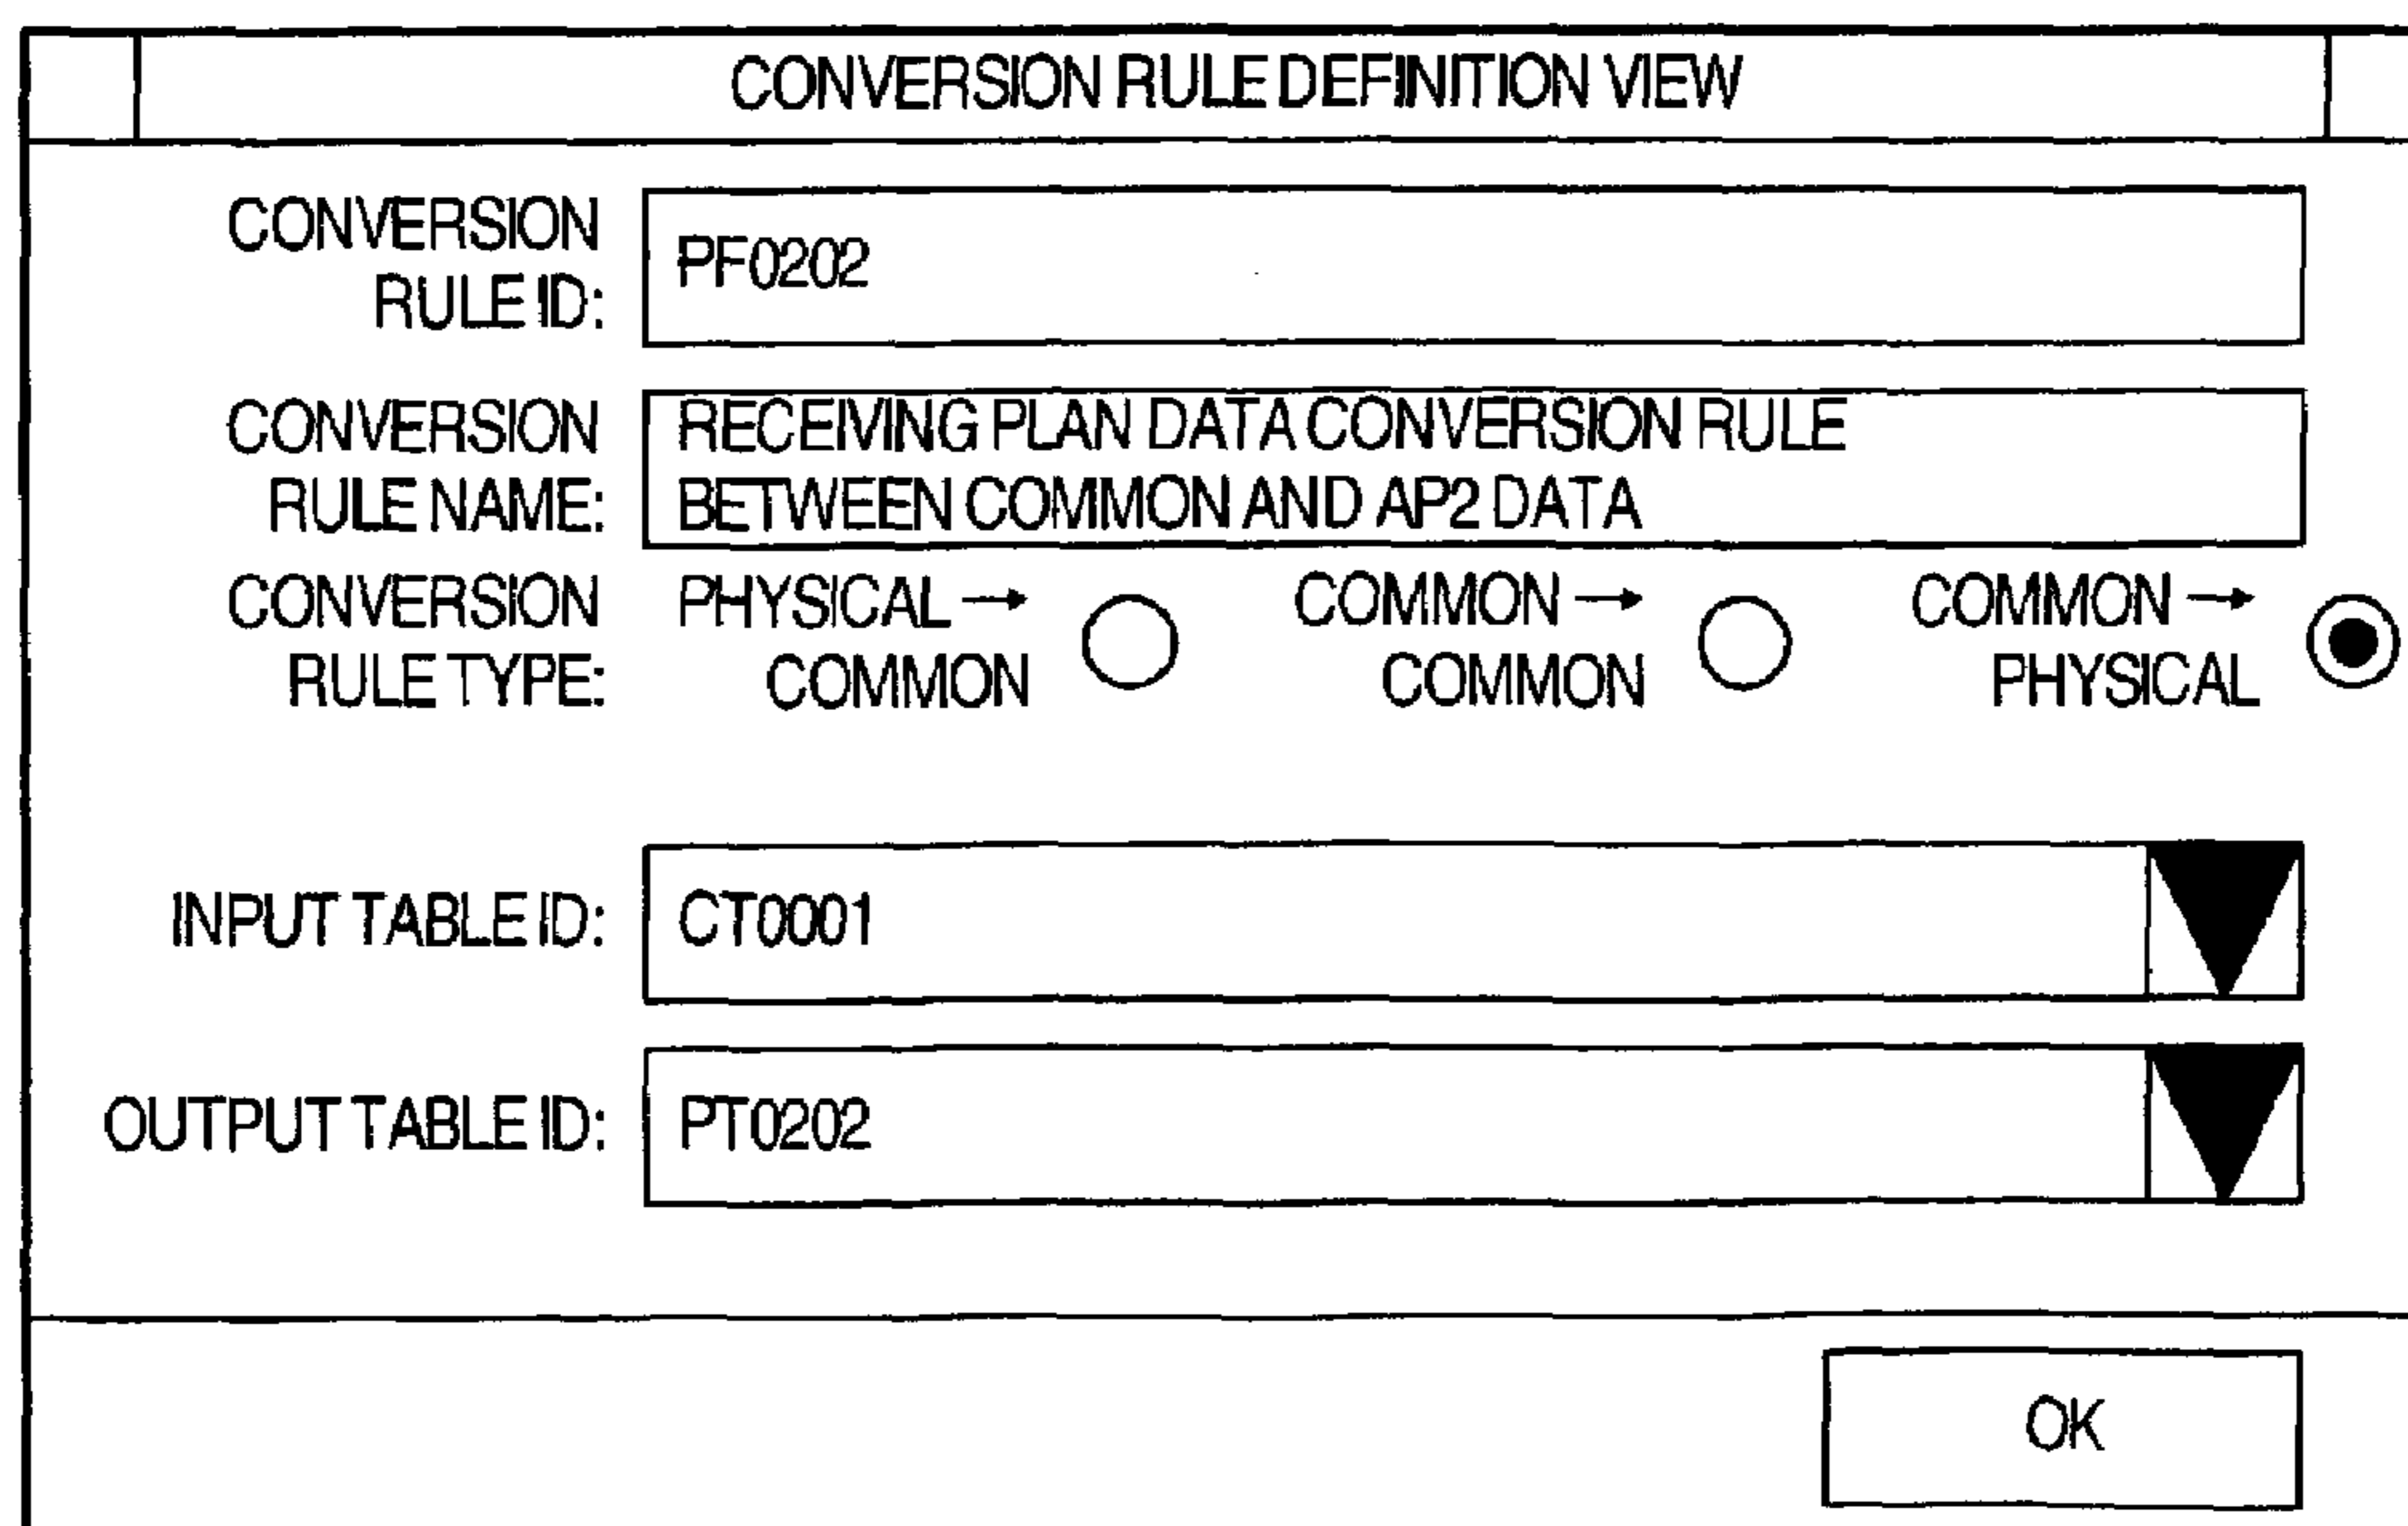 CONVERSION RULE DEFINITION VIEW
CONVERSION
RULE ID:
PF0202
CONVERSION
RULE NAME:
RECEIVING PLAN DATA CONVERSION RULE
BETWEEN COMMON AND AP2 DATA
CONVERSION
RULE TYPE:
PHYSICAL →
COMMON
COMMON →
COMMON
COMMON →
PHYSICAL
INPUT TABLE ID:
CT0001
OUTPUT TABLE ID:
PT0202
OK